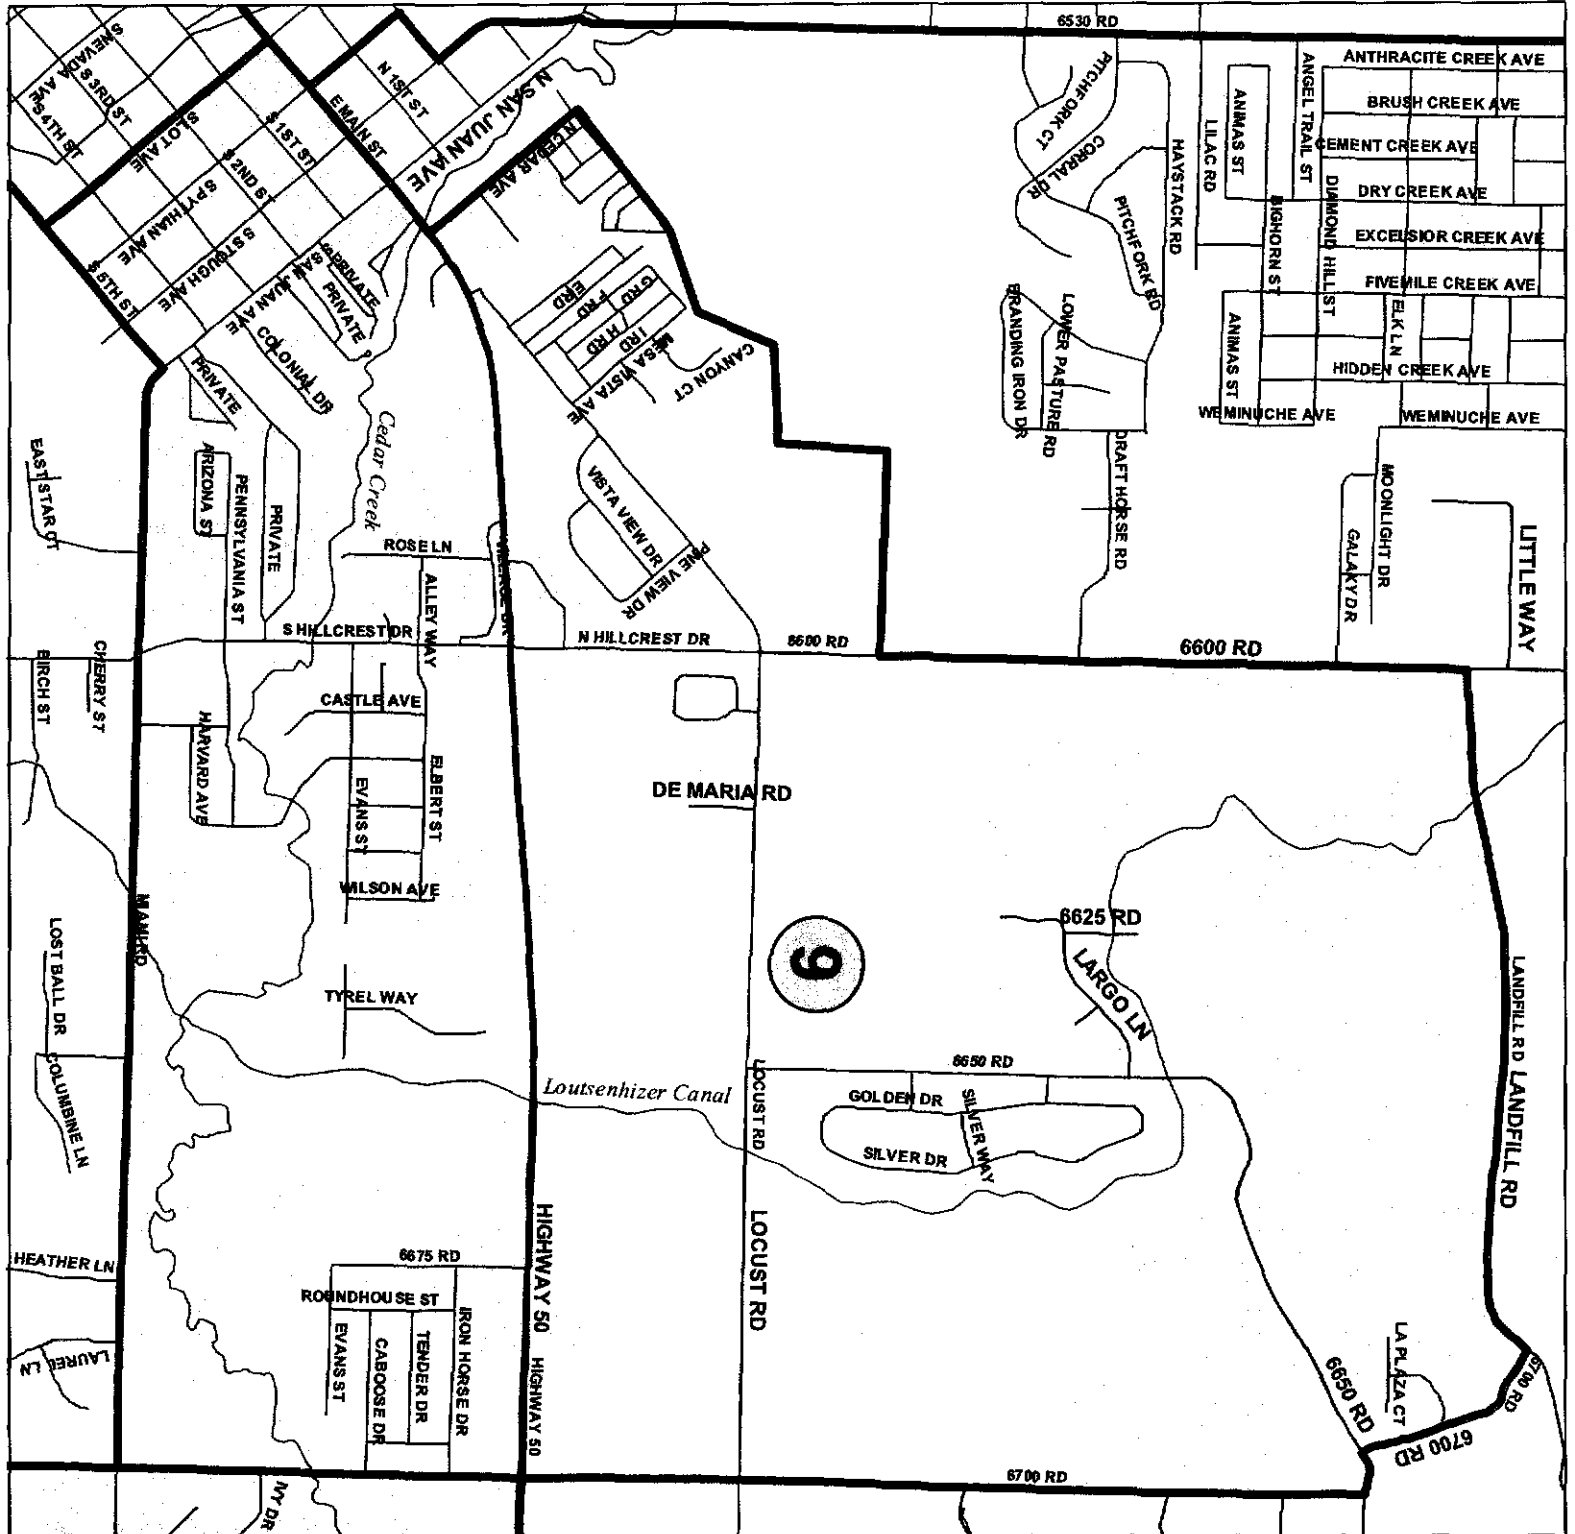 6530 RD
S NEVADA AVE
S 3RD ST
S 4TH ST
S LOT AVE
S 1ST ST
S 2ND ST
S PYTHIAN AVE
S STOUGH AVE
S 5TH ST
E MAIN ST
N 1ST ST
N SAN JUAN AVE
N CEDAR AVE
S SAN JUAN AVE
PRIVATE
PRIVATE
COLONIAL DR
PRIVATE
E RD
F RD
G RD
H RD
I RD
MESA VISTA AVE
CANYON CT
PITCHFORK CT
CORRAL DR
PITCHFORK RD
HAYSTACK RD
LILAC RD
ANIMAS ST
ANGEL TRAIL ST
BIGHORN ST
DIAMOND HILL ST
ANTHRACITE CREEK AVE
BRUSH CREEK AVE
CEMENT CREEK AVE
DRY CREEK AVE
EXCELSIOR CREEK AVE
FIVEMILE CREEK AVE
ELK LN
HIDDEN CREEK AVE
ANIMAS ST
WEMINUCHE AVE
WEMINUCHE AVE
BRANDING IRON DR
LOWER PASTURE RD
DRAFT HORSE RD
MOONLIGHT DR
GALAXY DR
LITTLE WAY
EAST STAR CT
ARIZONA ST
PENNSYLVANIA ST
PRIVATE
Cedar Creek
ROSE LN
ALLEY WAY
VILLAGE DR
VISTA VIEW DR
PINE VIEW DR
S HILLCREST DR
N HILLCREST DR
6600 RD
6600 RD
BIRCH ST
CHERRY ST
HARVARD AVE
CASTLE AVE
EVANS ST
ELBERT ST
WILSON AVE
DE MARIA RD
9
6625 RD
LARGO LN
MIAMI RD
LOST BALL DR
COLUMBINE LN
TYREL WAY
Loutsenhizer Canal
LOCUST RD
LOCUST RD
6650 RD
GOLDEN DR
SILVER WAY
SILVER DR
LANDFILL RD
LANDFILL RD
HEATHER LN
LAUREL LN
6675 RD
ROUNDHOUSE ST
EVANS ST
CABOOSE DR
TENDER DR
IRON HORSE DR
HIGHWAY 50
HIGHWAY 50
6650 RD
LA PLAZA CT
6700 RD
6700 RD
6700 RD
IVY DR